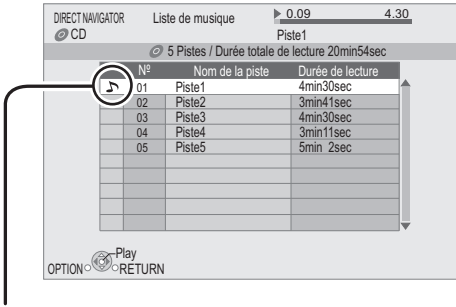 DIRECT NAVIGATOR Liste de musique 0.09 4.30
CD Piste1
5 Pistes / Durée totale de lecture 20min54sec
Nº Nom de la piste Durée de lecture
01 Piste1 4min30sec
02 Piste2 3min41sec
03 Piste3 4min30sec
04 Piste4 3min11sec
05 Piste5 5min 2sec
Play
OPTION RETURN